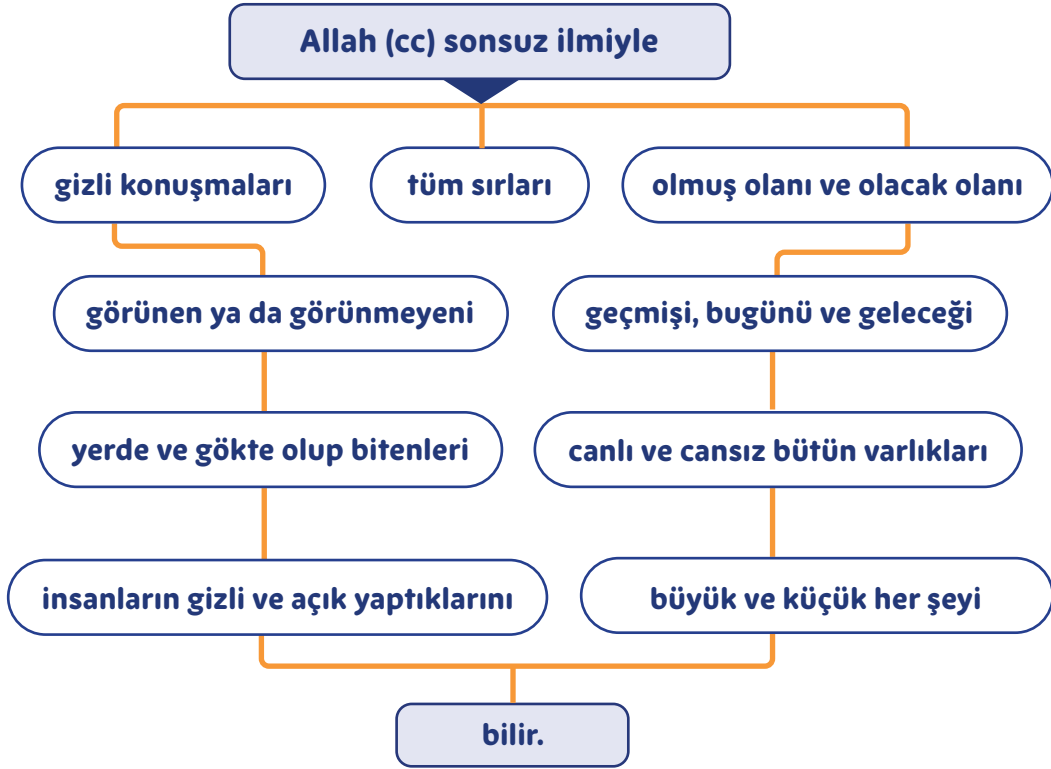 Allah (cc) sonsuz ilmiyle
gizli konuşmaları
tüm sırları
olmuş olanı ve olacak olanı
görünen ya da görünmeyeni
geçmişi, bugünü ve geleceği
yerde ve gökte olup bitenleri
canlı ve cansız bütün varlıkları
insanların gizli ve açık yaptıklarını
büyük ve küçük her şeyi
bilir.